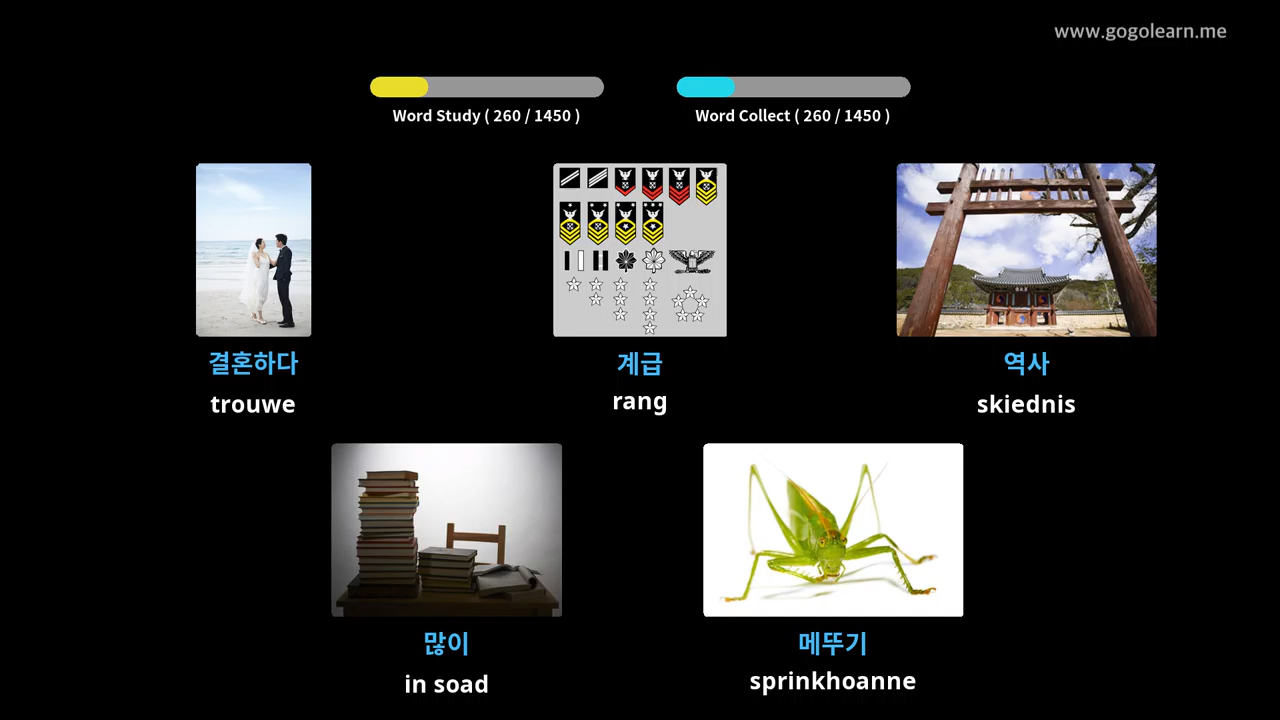 www.gogolearn.me
Word Study ( 260 / 1450 )
Word Collect ( 260 / 1450 )
결혼하다
trouwe
계급
rang
역사
skiednis
많이
in soad
메뚜기
sprinkhoanne